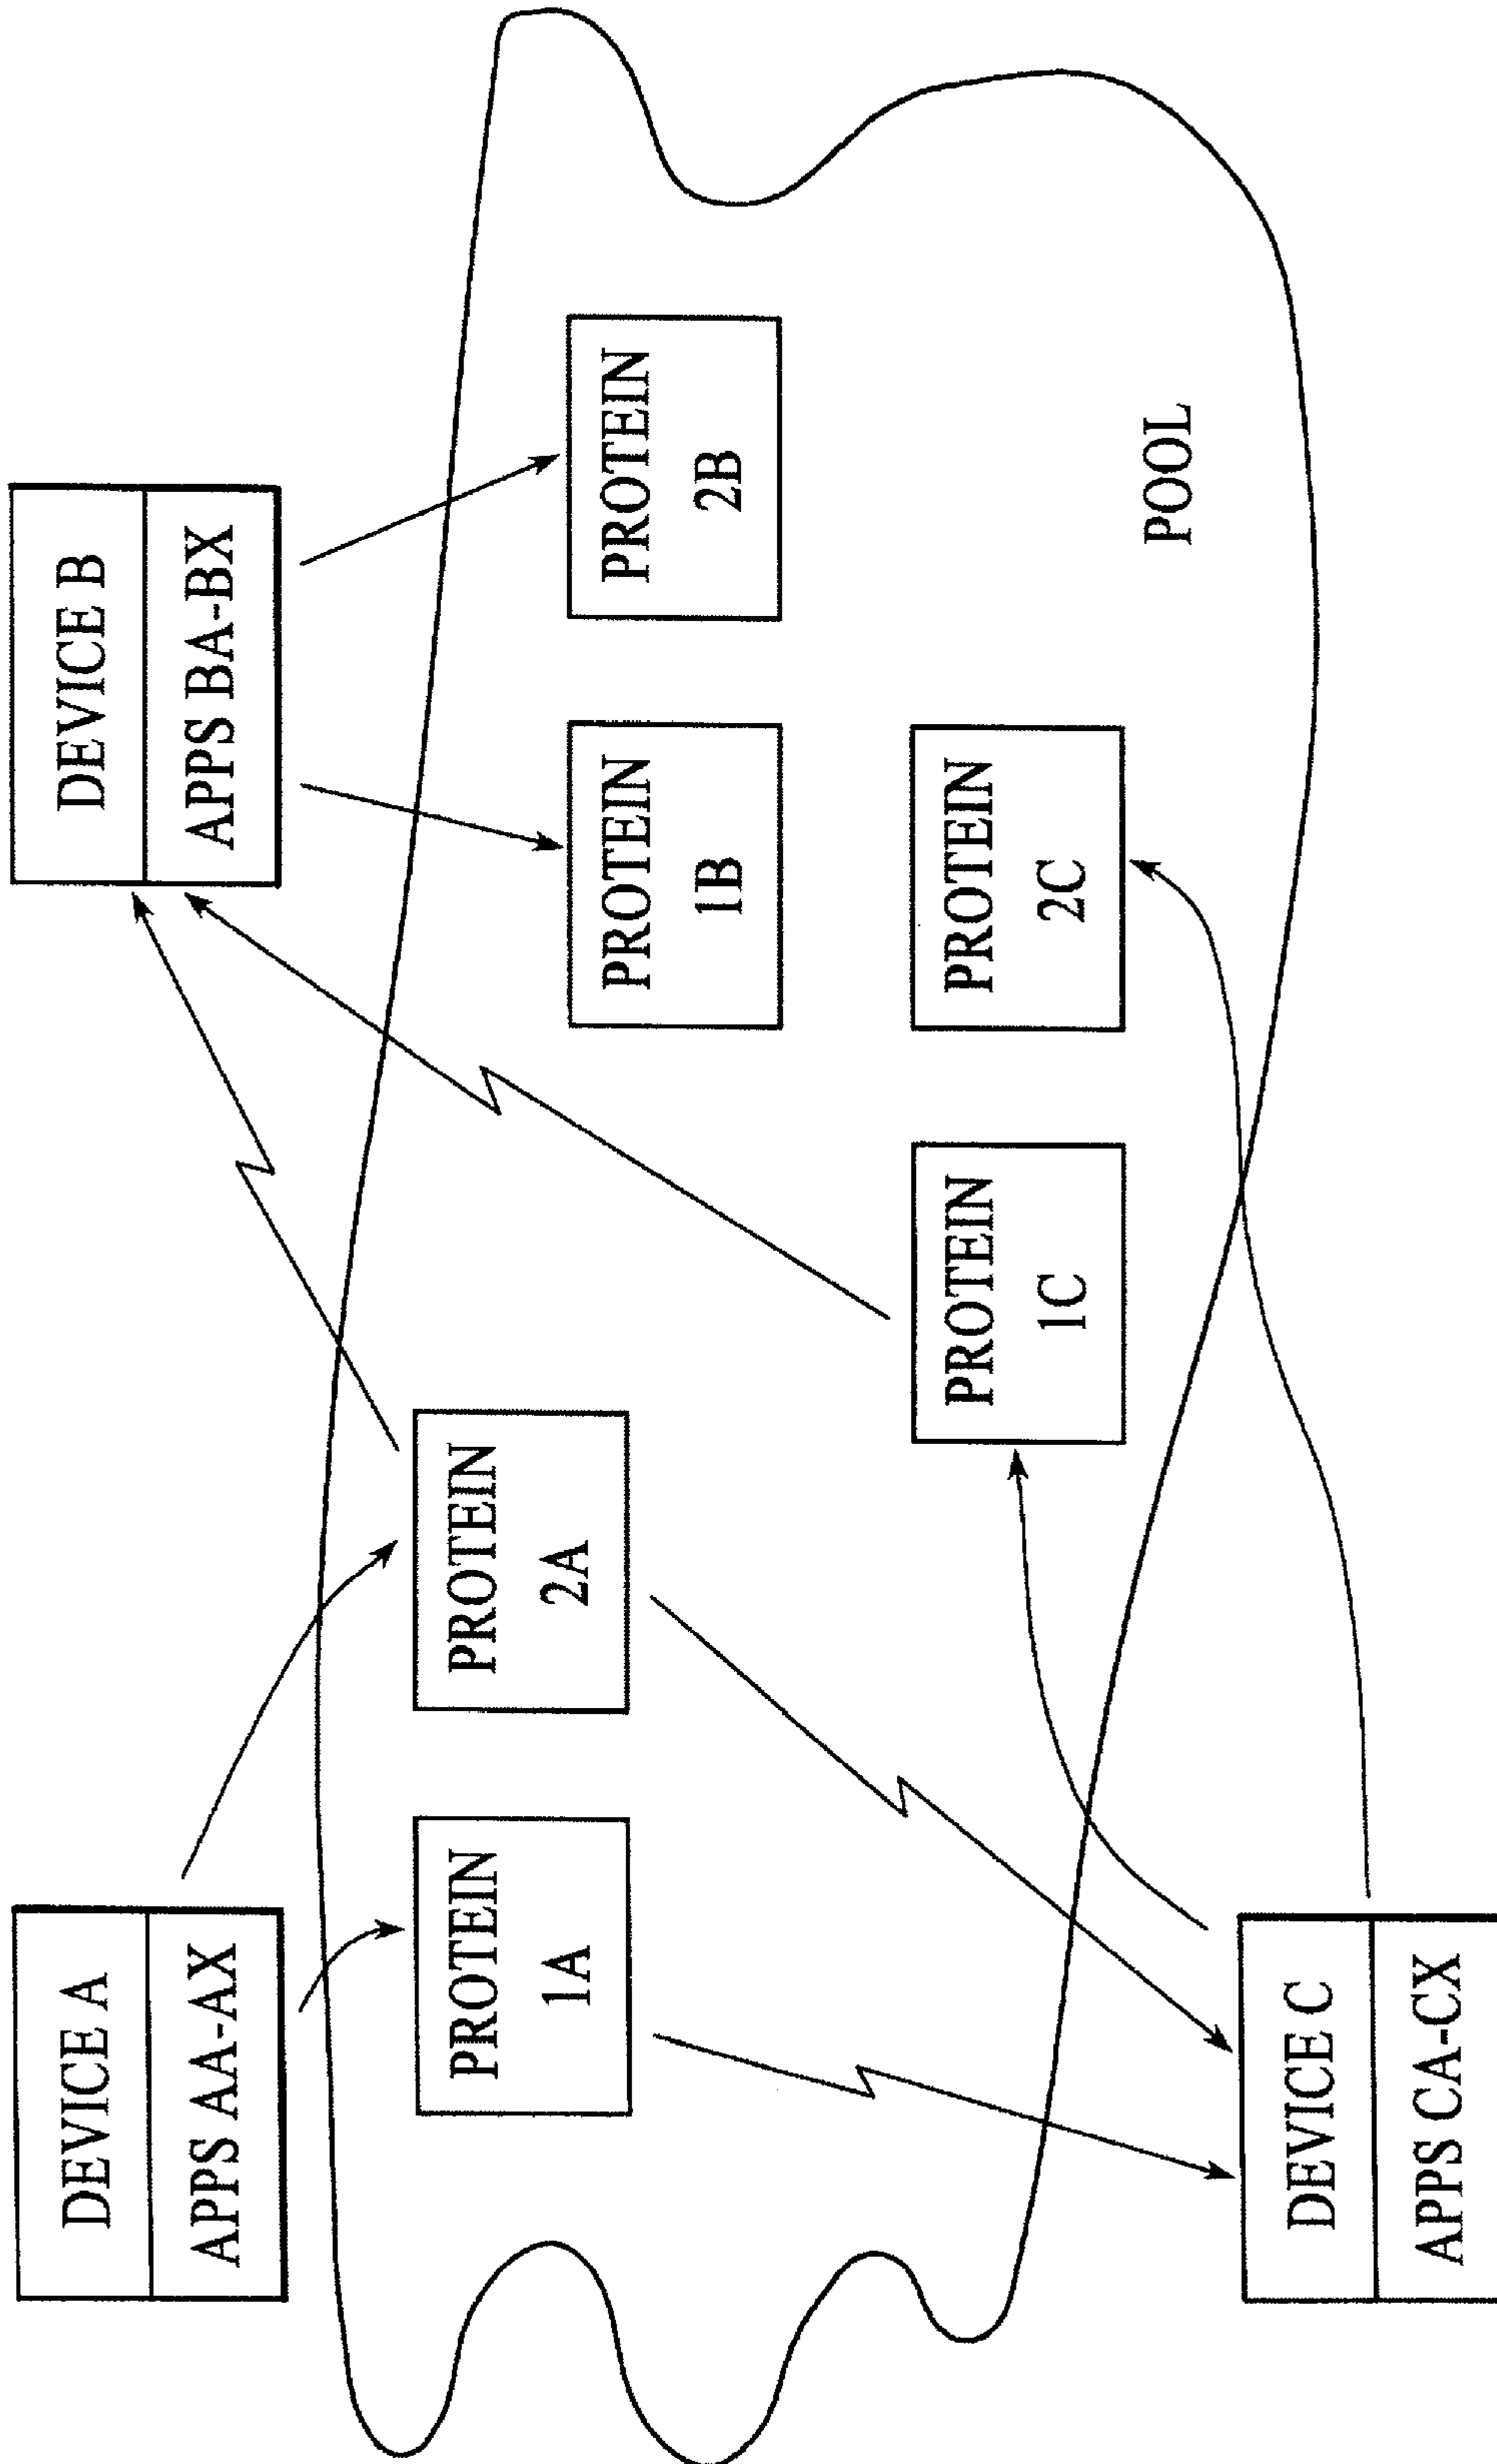 DEVICE A
APPS AA-AX
DEVICE B
APPS BA-BX
PROTEIN
1A
PROTEIN
2A
PROTEIN
1B
PROTEIN
2B
PROTEIN
1C
PROTEIN
2C
POOL
DEVICE C
APPS CA-CX